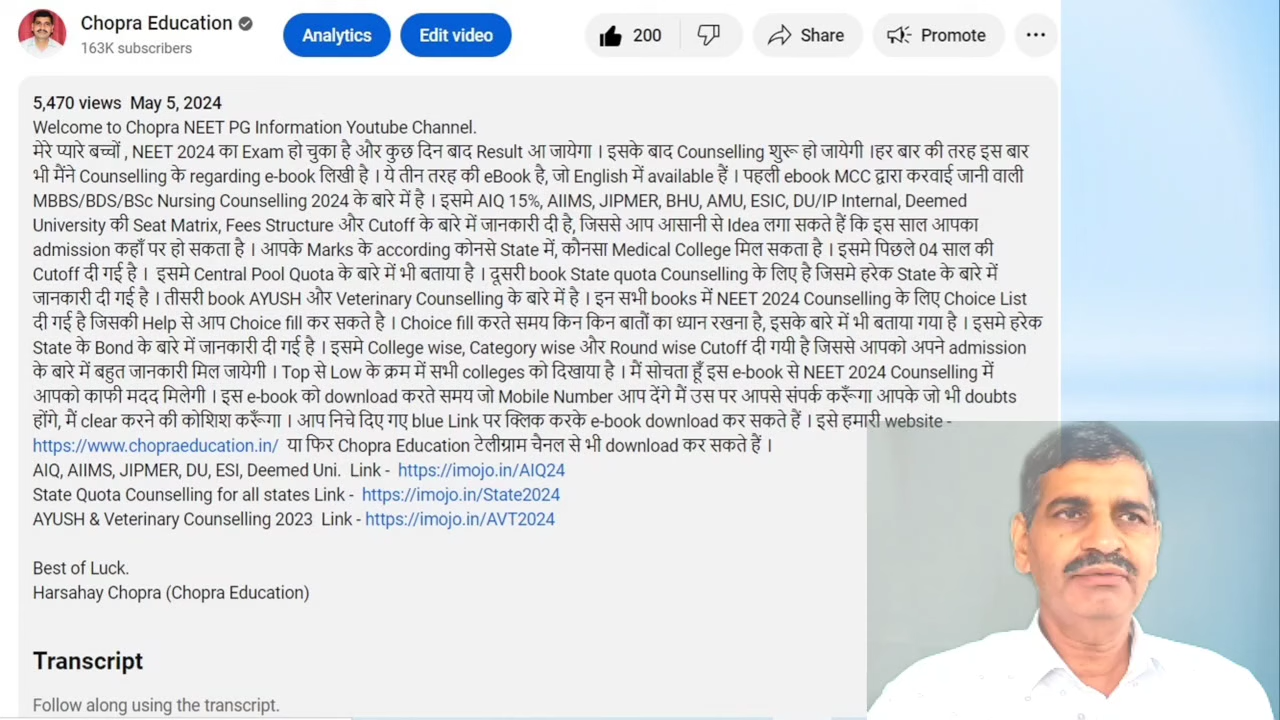 Chopra Education
163K subscribers
Analytics
Edit video
200
Share
Promote
5,470 views May 5, 2024
Welcome to Chopra NEET PG Information Youtube Channel.
मेरे प्यारे बच्चों , NEET 2024 का Exam हो चुका है और कुछ दिन बाद Result आ जायेगा । इसके बाद Counselling शुरू हो जायेगी ।हर बार की तरह इस बार
भी मैंने Counselling के regarding e-book लिखी है । ये तीन तरह की eBook है, जो English में available हैं । पहली ebook MCC द्वारा करवाई जानी वाली
MBBS/BDS/BSc Nursing Counselling 2024 के बारे में है । इसमे AIQ 15%, AIIMS, JIPMER, BHU, AMU, ESIC, DU/IP Internal, Deemed
University की Seat Matrix, Fees Structure और Cutoff के बारे में जानकारी दी है, जिससे आप आसानी से Idea लगा सकते हैं कि इस साल आपका
admission कहाँ पर हो सकता है । आपके Marks के according कोनसे State में, कौनसा Medical College मिल सकता है । इसमे पिछले 04 साल की
Cutoff दी गई है । इसमे Central Pool Quota के बारे में भी बताया है । दूसरी book State quota Counselling के लिए है जिसमे हरेक State के बारे में
जानकारी दी गई है । तीसरी book AYUSH और Veterinary Counselling के बारे में है । इन सभी books में NEET 2024 Counselling के लिए Choice List
दी गई है जिसकी Help से आप Choice fill कर सकते है । Choice fill करते समय किन किन बातों का ध्यान रखना है, इसके बारे में भी बताया गया है । इसमे हरेक
State के Bond के बारे में जानकारी दी गई है । इसमे College wise, Category wise और Round wise Cutoff दी गयी है जिससे आपको अपने admission
के बारे में बहुत जानकारी मिल जायेगी । Top से Low के क्रम में सभी colleges को दिखाया है । मैं सोचता हूँ इस e-book से NEET 2024 Counselling में
आपको काफी मदद मिलेगी । इस e-book को download करते समय जो Mobile Number आप देंगे मैं उस पर आपसे संपर्क करूँगा आपके जो भी doubts
होंगे, मैं clear करने की कोशिश करूँगा । आप निचे दिए गए blue Link पर क्लिक करके e-book download कर सकते हैं । इसे हमारी website -
https://www.chopraeducation.in/ या फिर Chopra Education टेलीग्राम चैनल से भी download कर सकते हैं ।
AIQ, AIIMS, JIPMER, DU, ESI, Deemed Uni. Link - https://imojo.in/AIQ24
State Quota Counselling for all states Link - https://imojo.in/State2024
AYUSH & Veterinary Counselling 2023 Link - https://imojo.in/AVT2024
Best of Luck.
Harsahay Chopra (Chopra Education)
Transcript
Follow along using the transcript.